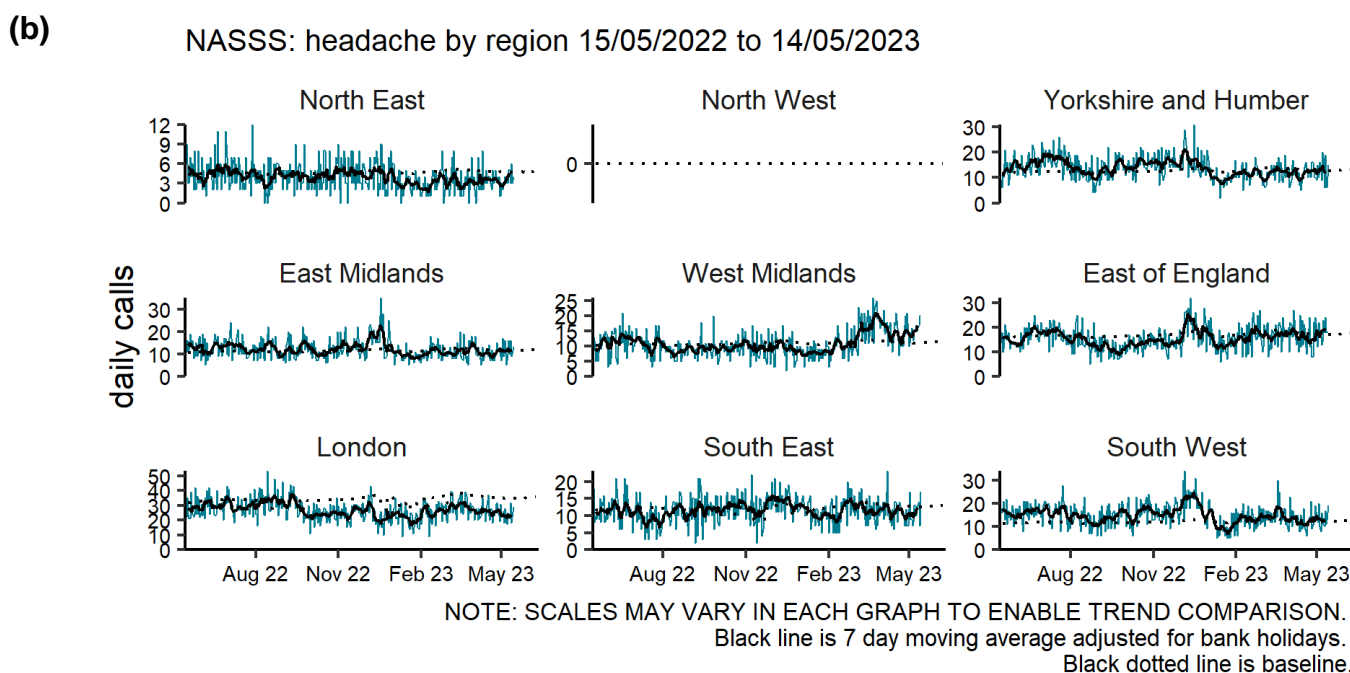 (b)
NASSS: headache by region 15/05/2022 to 14/05/2023
North East
North West
Yorkshire and Humber
12
9
6
3
0
0
30
20
10
0
daily calls
East Midlands
West Midlands
East of England
30
20
10
0
25
20
15
10
5
0
30
20
10
0
London
South East
South West
50
40
30
20
10
0
20
15
10
5
0
30
20
10
0
Aug 22 Nov 22 Feb 23 May 23
Aug 22 Nov 22 Feb 23 May 23
Aug 22 Nov 22 Feb 23 May 23
NOTE: SCALES MAY VARY IN EACH GRAPH TO ENABLE TREND COMPARISON.
Black line is 7 day moving average adjusted for bank holidays.
Black dotted line is baseline.